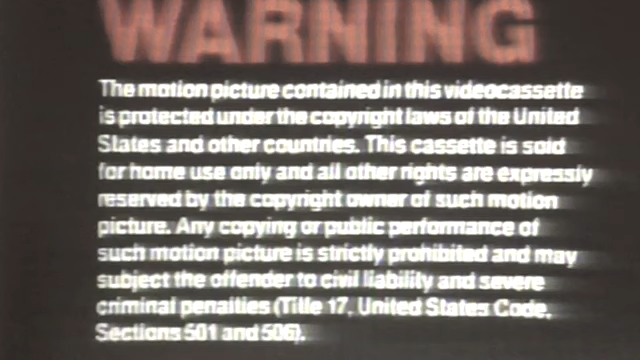 WARNING
The motion picture contained in this videocassette
is protected under the copyright laws of the United
States and other countries. This cassette is sold
for home use only and all other rights are expressly
reserved by the copyright owner of such motion
picture. Any copying or public performance of
such motion picture is strictly prohibited and may
subject the offender to civil liability and severe
criminal penalties (Title 17, United States Code,
Sections 501 and 506).